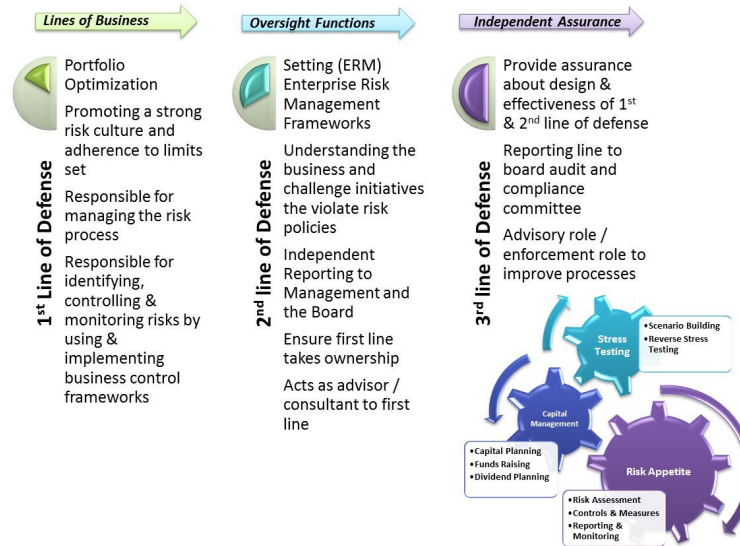 Lines of Business
1st Line of Defense
Portfolio
Optimization
Promoting a strong
risk culture and
adherence to limits
set
Responsible for
managing the risk
process
Responsible for
identifying,
controlling &
monitoring risks by
using &
implementing
business control
frameworks
Oversight Functions
2nd line of Defense
Setting (ERM)
Enterprise Risk
Management
Frameworks
Understanding the
business and
challenge initiatives
the violate risk
policies
Independent
Reporting to
Management and
the Board
Ensure first line
takes ownership
Acts as advisor /
consultant to first
line
Independent Assurance
3rd line of Defense
Provide assurance
about design &
effectiveness of 1st
& 2nd line of defense
Reporting line to
board audit and
compliance
committee
Advisory role /
enforcement role to
improve processes
Stress
Testing
•Scenario Building
•Reverse Stress
Testing
Capital
Management
•Capital Planning
•Funds Raising
•Dividend Planning
Risk Appetite
•Risk Assessment
•Controls & Measures
•Reporting &
Monitoring